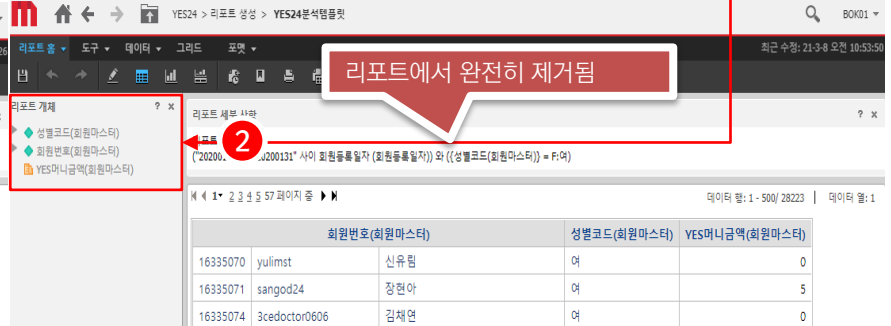 YES24 > 리포트 생성 > YES24분석템플릿
BOK01
26
리포트 홈 도구 데이터 그리드 포맷
최근 수정: 21-3-8 오전 10:53:50
리포트에서 완전히 제거됨
리포트 개체 ? x
리포트 세부 사항 ? x
성별코드(회원마스터)
회원번호(회원마스터)
YES머니금액(회원마스터)
2
사이 회원등록일자 (회원등록일자)) 와 ({성별코드(회원마스터)} = F:여)
1 2 3 4 5 57 페이지 중
데이터 행: 1 - 500/ 28223 | 데이터 열: 1
회원번호(회원마스터) 성별코드(회원마스터) YES머니금액(회원마스터)
16335070 yulimst 신유림 여 0
16335071 sangod24 장현아 여 5
16335074 3cedoctor0606 김채연 여 0